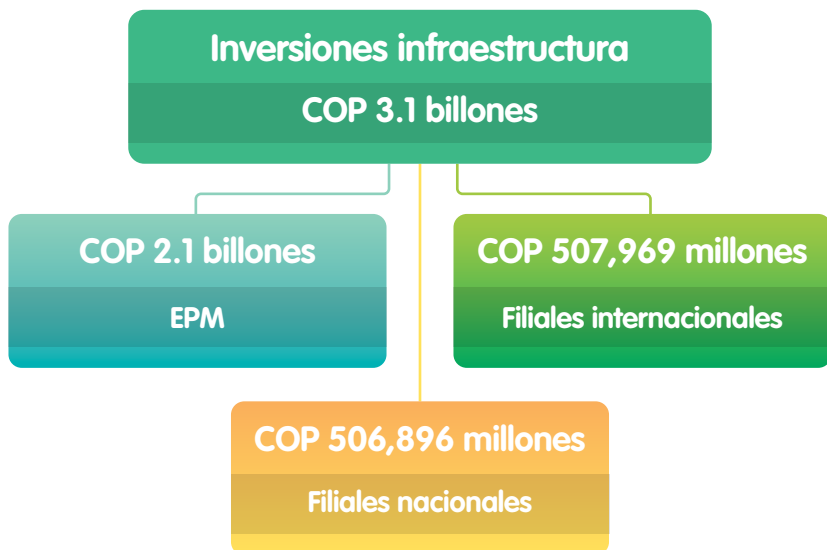 Inversiones infraestructura
COP 3.1 billones
COP 2.1 billones
EPM
COP 507,969 millones
Filiales internacionales
COP 506,896 millones
Filiales nacionales